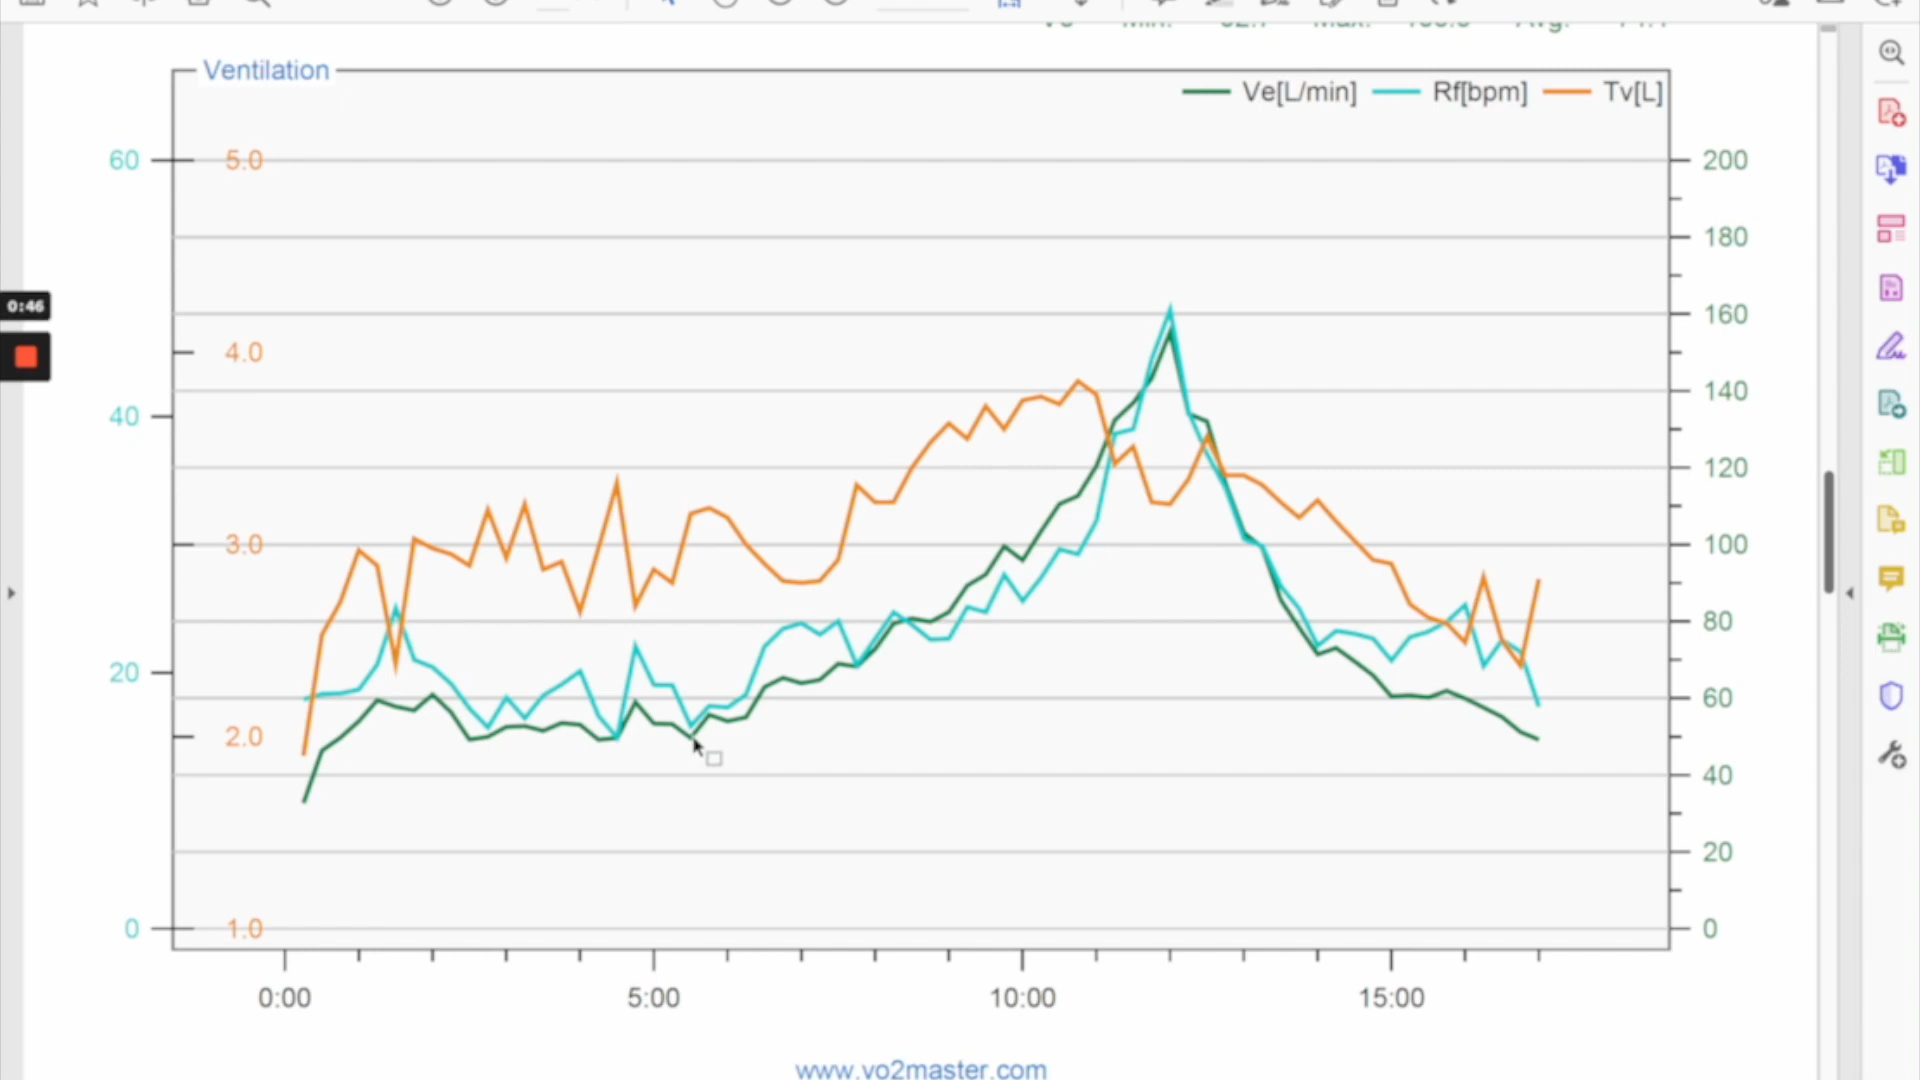 Ventilation
Ve[L/min] Rf[bpm] Tv[L]
60 5.0 200
180
160
0:46
4.0
40 140
120
3.0 100
80
20 60
2.0
40
20
0 1.0 0
0:00 5:00 10:00 15:00
www.vo2master.com